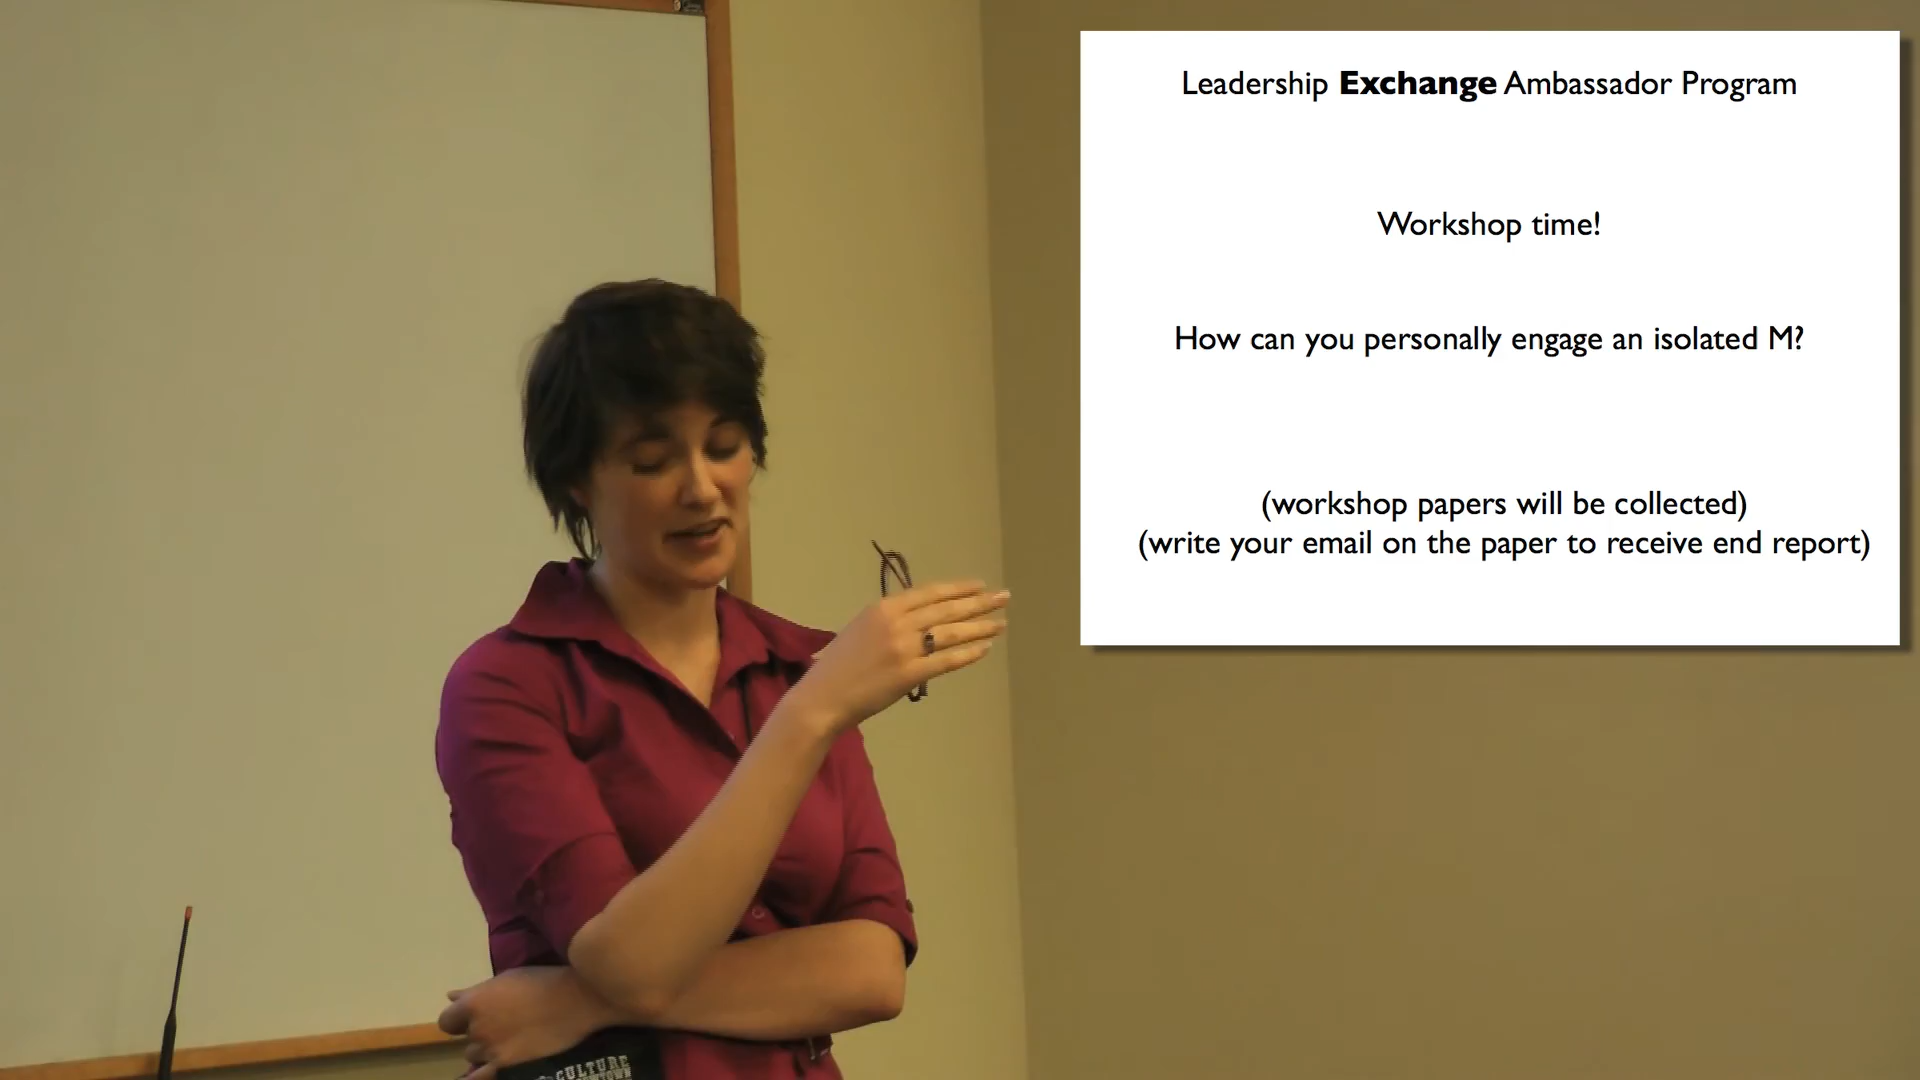 Leadership Exchange Ambassador Program
Workshop time!
How can you personally engage an isolated M?
(workshop papers will be collected)
(write your email on the paper to receive end report)
CULTURE